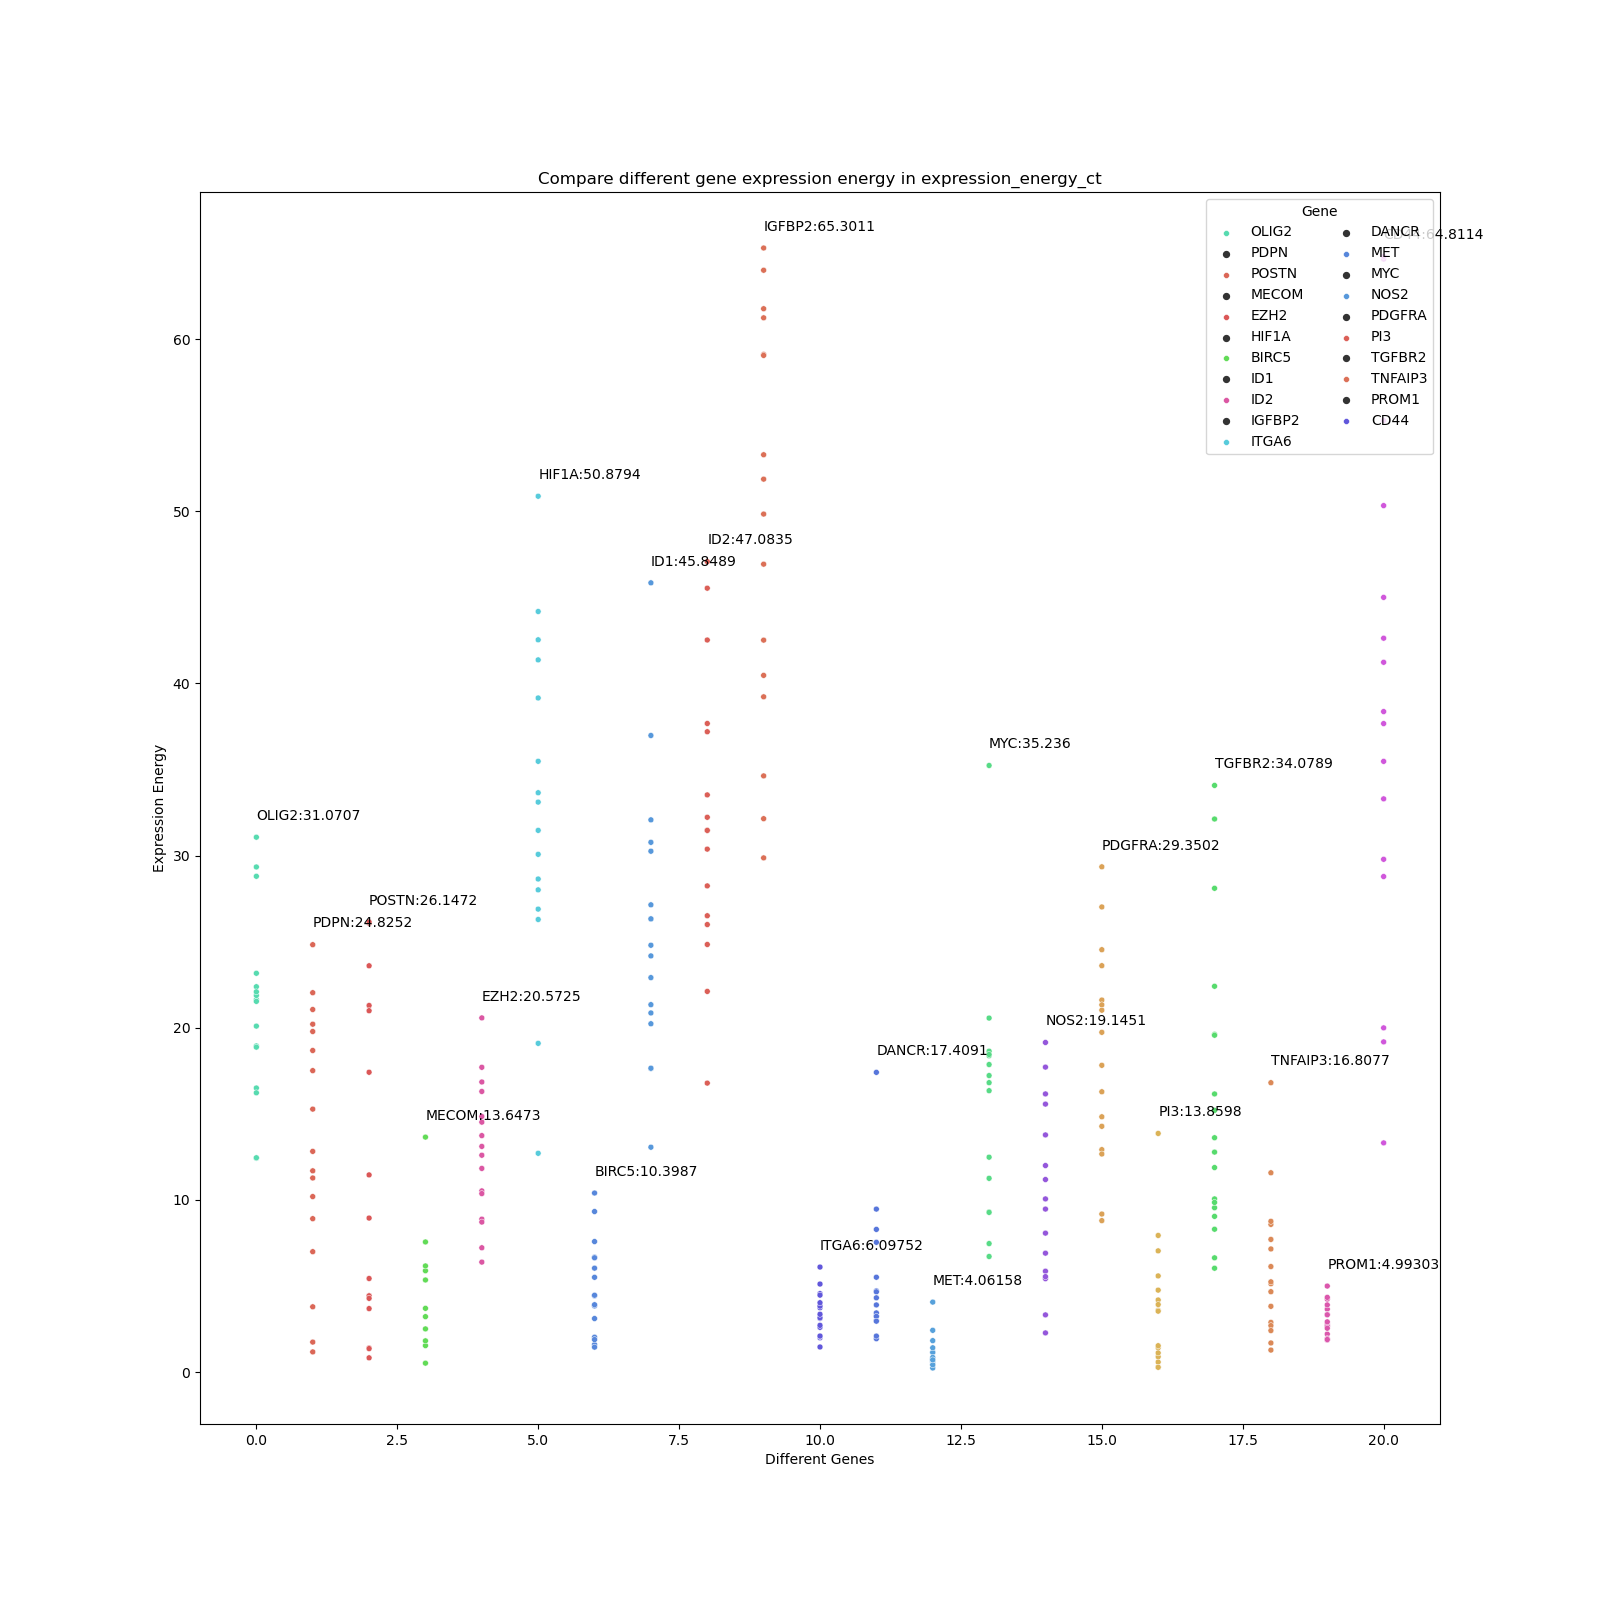 Compare different gene expression energy in expression_energy_ct
IGFBP2:65.3011
64.8114
Gene
OLIG2
PDPN
POSTN
MECOM
EZH2
HIF1A
BIRC5
ID1
ID2
IGFBP2
ITGA6
DANCR
MET
MYC
NOS2
PDGFRA
PI3
TGFBR2
TNFAIP3
PROM1
CD44
HIF1A:50.8794
ID2:47.0835
ID1:45.8489
MYC:35.236
TGFBR2:34.0789
OLIG2:31.0707
PDGFRA:29.3502
POSTN:26.1472
PDPN:24.8252
EZH2:20.5725
NOS2:19.1451
DANCR:17.4091
TNFAIP3:16.8077
MECOM:13.6473
PI3:13.8598
BIRC5:10.3987
ITGA6:6.09752
MET:4.06158
PROM1:4.99303
60
50
40
30
20
10
0
Expression Energy
0.0
2.5
5.0
7.5
10.0
12.5
15.0
17.5
20.0
Different Genes